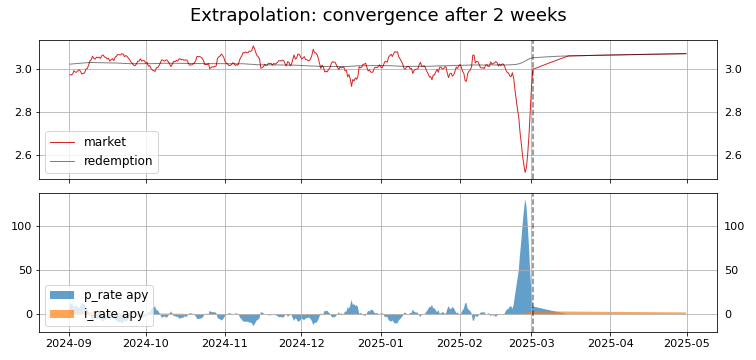 Extrapolation: convergence after 2 weeks
3.0
2.8
2.6
3.0
2.8
2.6
market
redemption
100
50
0
100
50
0
p_rate apy
i_rate apy
2024-09 2024-10 2024-11 2024-12 2025-01 2025-02 2025-03 2025-04 2025-05